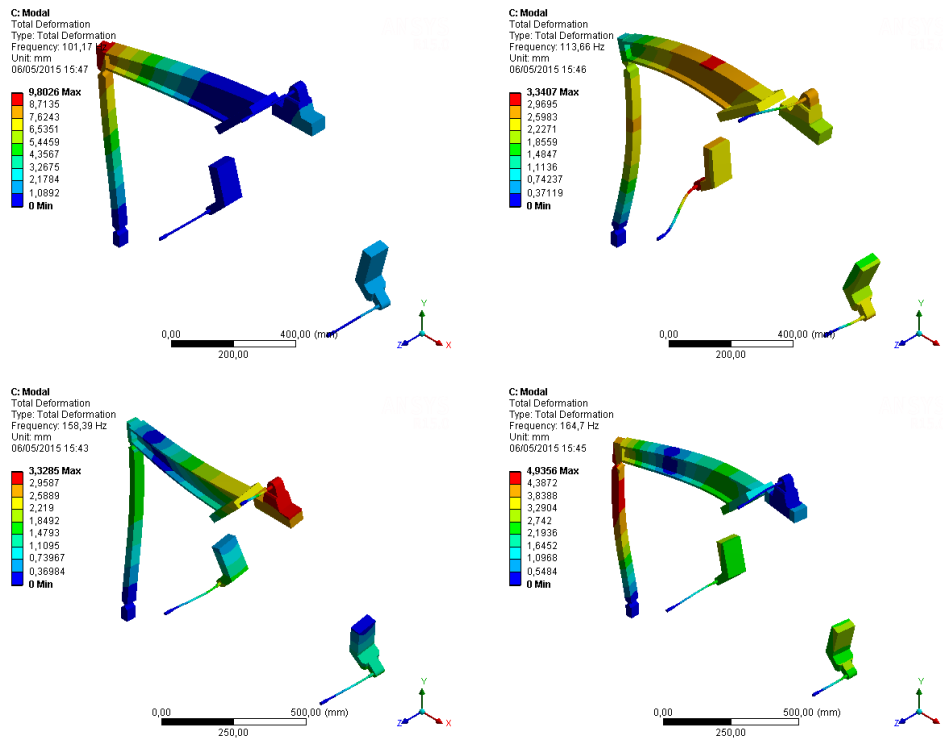 C: Modal
Total Deformation
Type: Total Deformation
Frequency: 101,17 H
Unit: mm
06/05/2015 15:47
9,8026 Max
8,7135
7,6243
6,5351
5,4459
4,3567
3,2675
2,1784
1,0892
0 Min
0,00
400,00 (mm)
200,00
Y
Z
X
C: Modal
Total Deformation
Type: Total Deformation
Frequency: 113,66 Hz
Unit: mm
06/05/2015 15:46
3,3407 Max
2,9695
2,5983
2,2271
1,8559
1,4847
1,1136
0,74237
0,37119
0 Min
0,00
400,00 (mm)
200,00
Y
Z
C: Modal
Total Deformation
Type: Total Deformation
Frequency: 158,39 Hz
Unit: mm
06/05/2015 15:43
3,3285 Max
2,9587
2,5889
2,219
1,8492
1,4793
1,1095
0,73967
0,36984
0 Min
0,00
500,00 (mm)
250,00
Y
Z
X
C: Modal
Total Deformation
Type: Total Deformation
Frequency: 164,7 Hz
Unit: mm
06/05/2015 15:45
4,9356 Max
4,3872
3,8388
3,2904
2,742
2,1936
1,6452
1,0968
0,5484
0 Min
0,00
500,00 (mm)
250,00
Y
Z